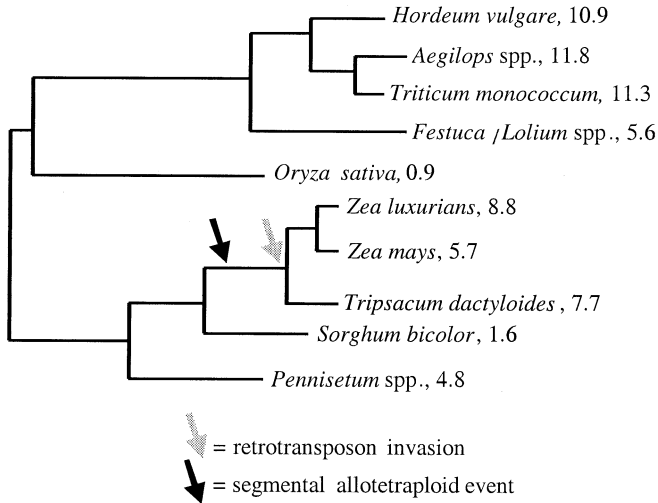 Hordeum vulgare, 10.9
Aegilops spp., 11.8
Triticum monococcum, 11.3
Festuca /Lolium spp., 5.6
Oryza sativa, 0.9
Zea luxurians, 8.8
Zea mays, 5.7
Tripsacum dactyloides , 7.7
Sorghum bicolor, 1.6
Pennisetum spp., 4.8
= retrotransposon invasion
= segmental allotetraploid event